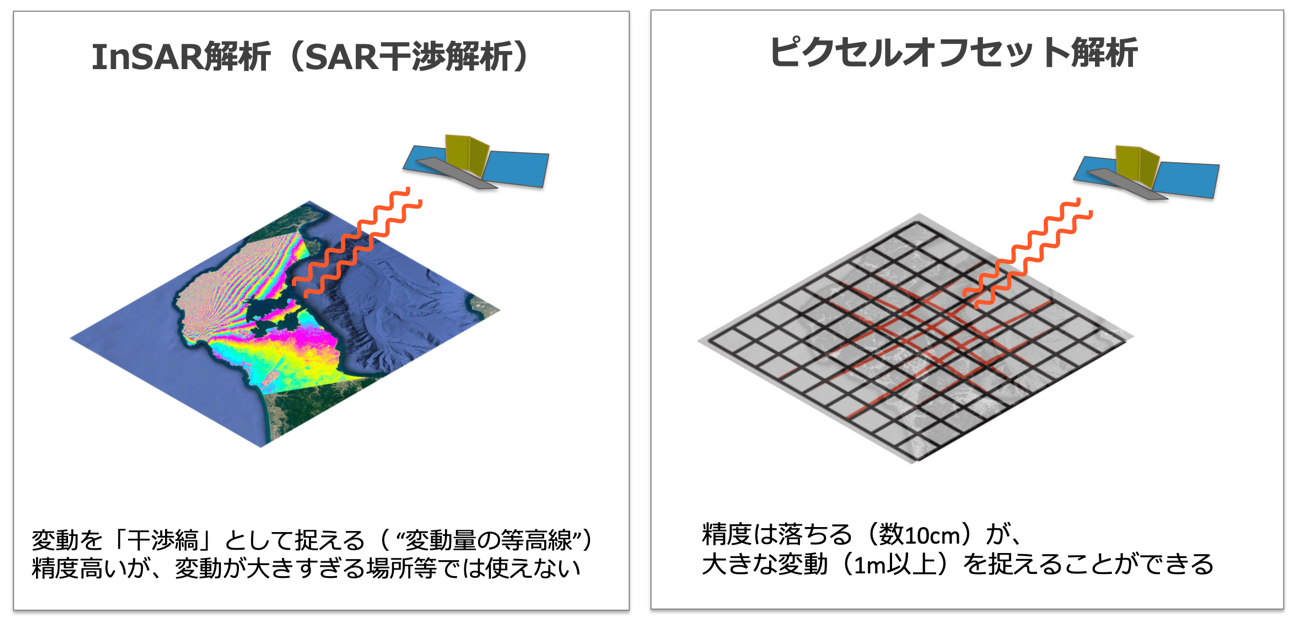 InSAR解析（SAR干渉解析）
変動を「干渉縞」として捉える（ “変動量の等高線”）
精度高いが、変動が大きすぎる場所等では使えない
ピクセルオフセット解析
精度は落ちる（数10cm）が、
大きな変動（1m以上）を捉えることができる